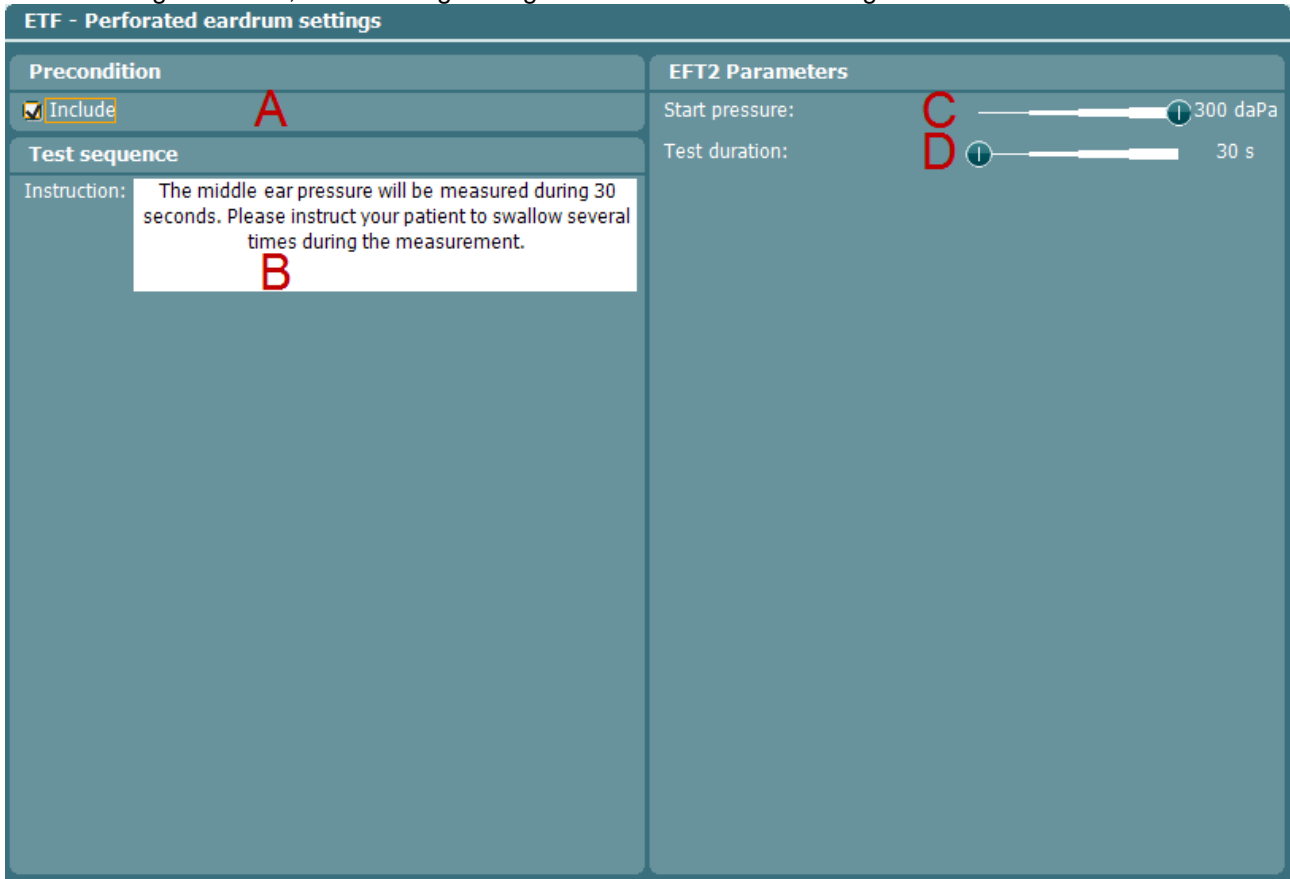 ETF - Perforated eardrum settings
Precondition
Include
A
Test sequence
Instruction:
The middle ear pressure will be measured during 30
seconds. Please instruct your patient to swallow several
times during the measurement.
B
EFT2 Parameters
Start pressure:
C
300 daPa
Test duration:
D
30 s